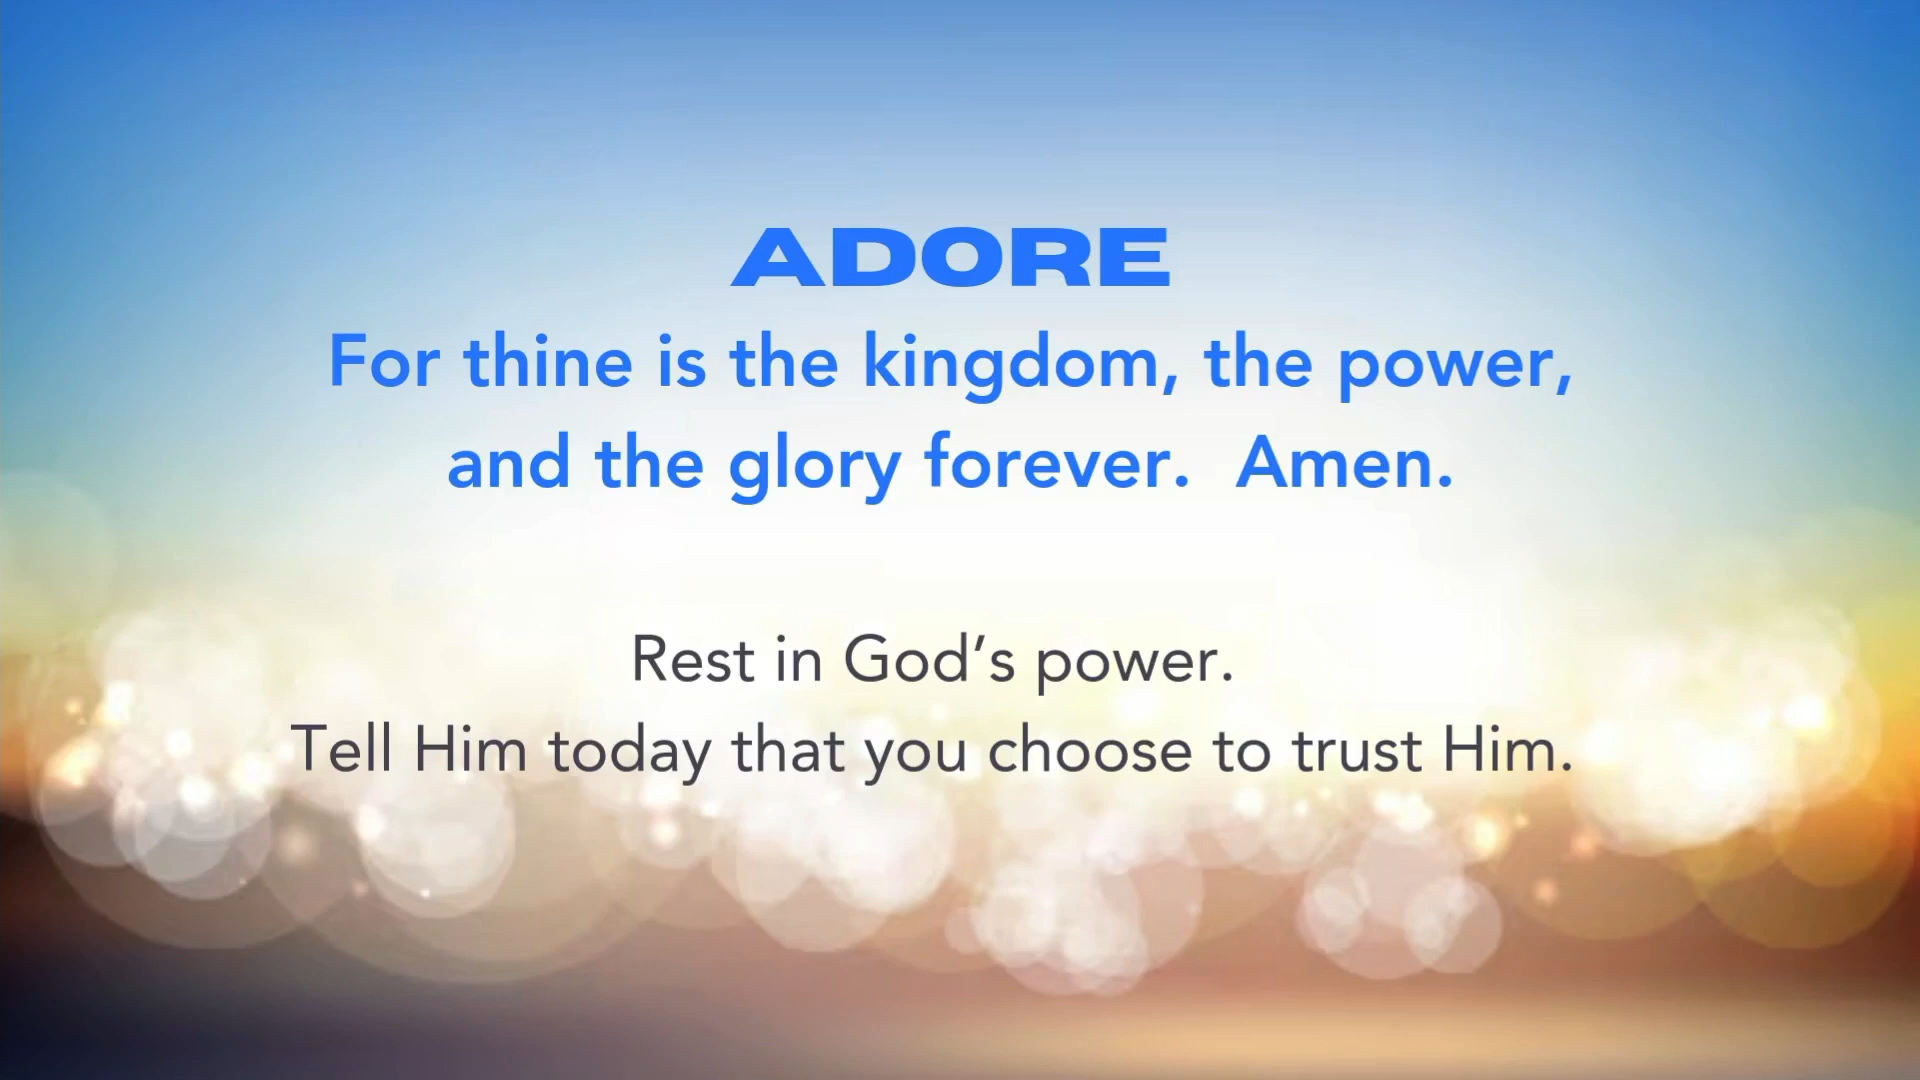 ADORE
For thine is the kingdom, the power,
and the glory forever.  Amen.
Rest in God’s power.
Tell Him today that you choose to trust Him.